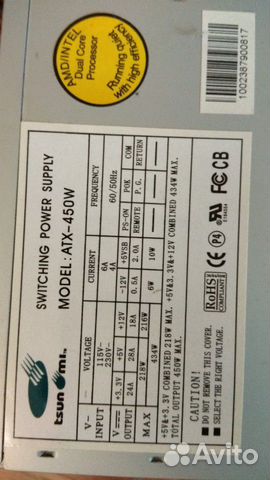 AMD/INTEL
Dual Core
Processor
Running quiet
with high efficiency
1002387900817
tsunami™
SWITCHING POWER SUPPLY
MODEL: ATX-450W
V~ VOLTAGE CURRENT FREQUENCY
INPUT 115V~ 6A 60/50Hz
230V~ 4A
V⎓ +3.3V +5V +12V -12V +5VSB PS-ON POK COM
OUTPUT 24A 28A 18A 0.5A 2.0A REMOTE P.G. RETURN
MAX 218W 216W 6W 10W
434W
+5V&+3.3V COMBINED 218W MAX. +5V&3.3V&+12V COMBINED 434W MAX.
TOTAL OUTPUT 450W MAX.
CAUTION!
DO NOT REMOVE THIS COVER.
SELECT THE RIGHT VOLTAGE.
RoHS
COMPLIANT
CE P4 c UL us FC CB
Avito